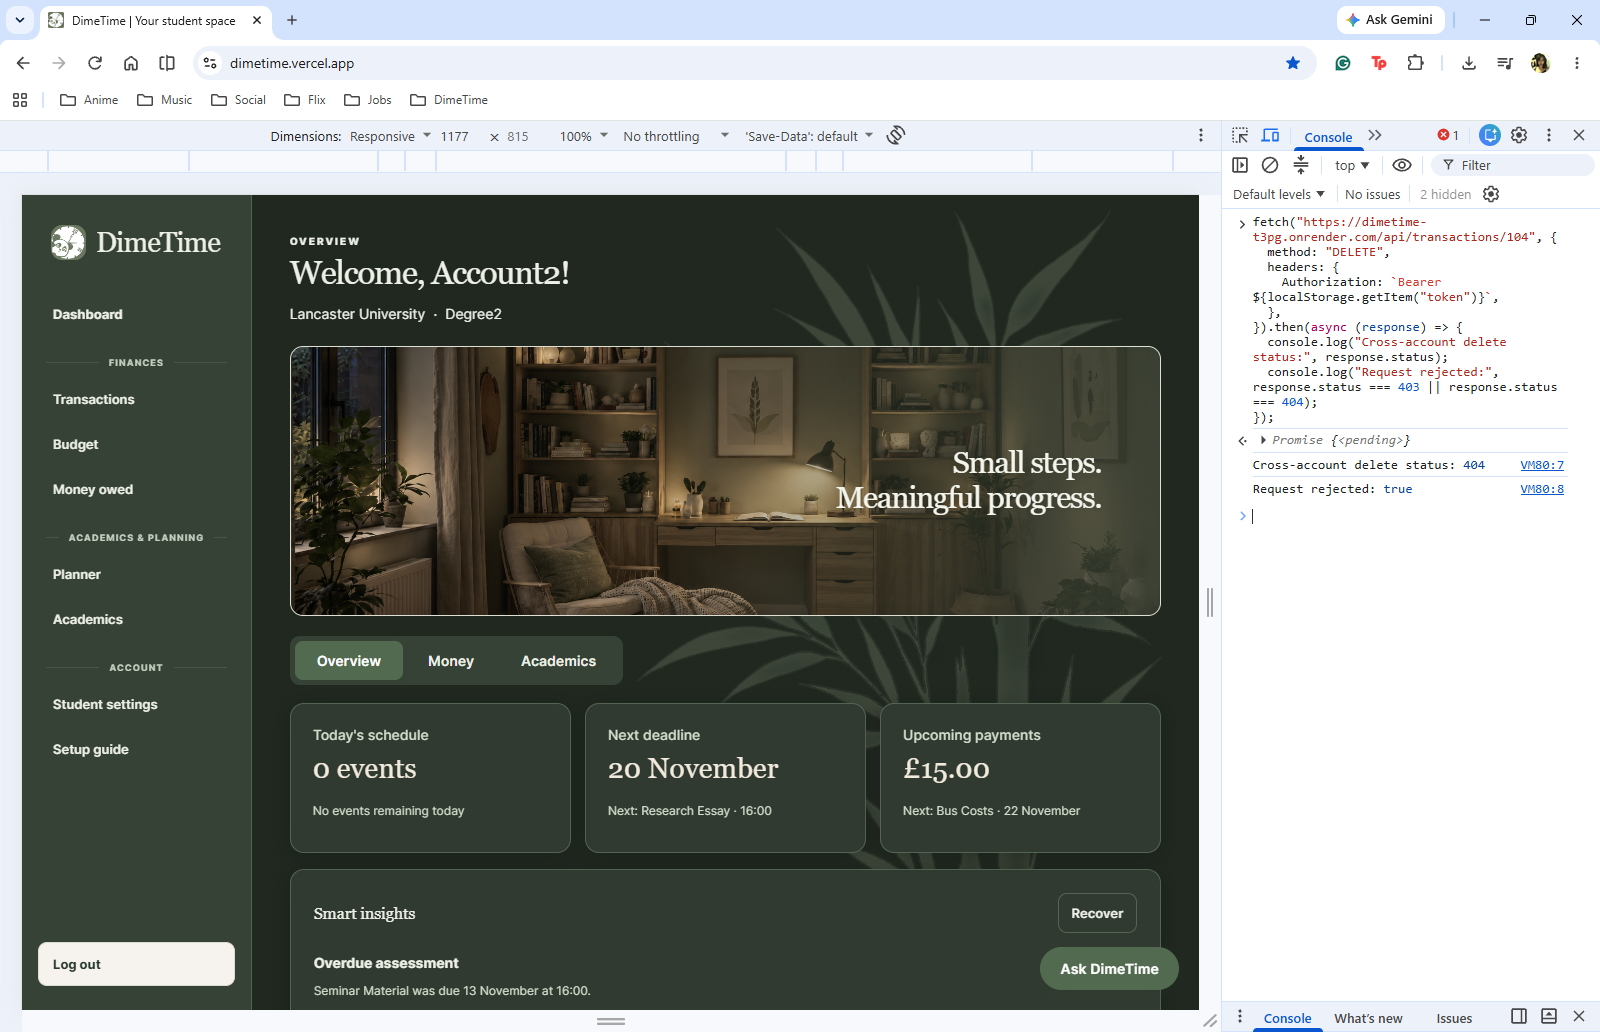 DimeTime | Your student space
Ask Gemini
dimetime.vercel.app
Anime
Music
Social
Flix
Jobs
DimeTime
Dimensions: Responsive 1177 × 815 100% No throttling 'Save-Data': default
Console
1
top
Filter
Default levels
No issues
2 hidden
DimeTime
Dashboard
FINANCES
Transactions
Budget
Money owed
ACADEMICS & PLANNING
Planner
Academics
ACCOUNT
Student settings
Setup guide
Log out
OVERVIEW
Welcome, Account2!
Lancaster University · Degree2
Small steps.
Meaningful progress.
Overview
Money
Academics
Today's schedule
0 events
No events remaining today
Next deadline
20 November
Next: Research Essay · 16:00
Upcoming payments
£15.00
Next: Bus Costs · 22 November
Smart insights
Recover
Overdue assessment
Seminar Material was due 13 November at 16:00.
Ask DimeTime
fetch("https://dimetime-
t3pg.onrender.com/api/transactions/104", {
method: "DELETE",
headers: {
Authorization: `Bearer
${localStorage.getItem("token")}`,
},
}).then(async (response) => {
console.log("Cross-account delete
status:", response.status);
console.log("Request rejected:",
response.status === 403 || response.status
=== 404);
});
Promise {<pending>}
Cross-account delete status: 404 VM80:7
Request rejected: true VM80:8
Console
What's new
Issues